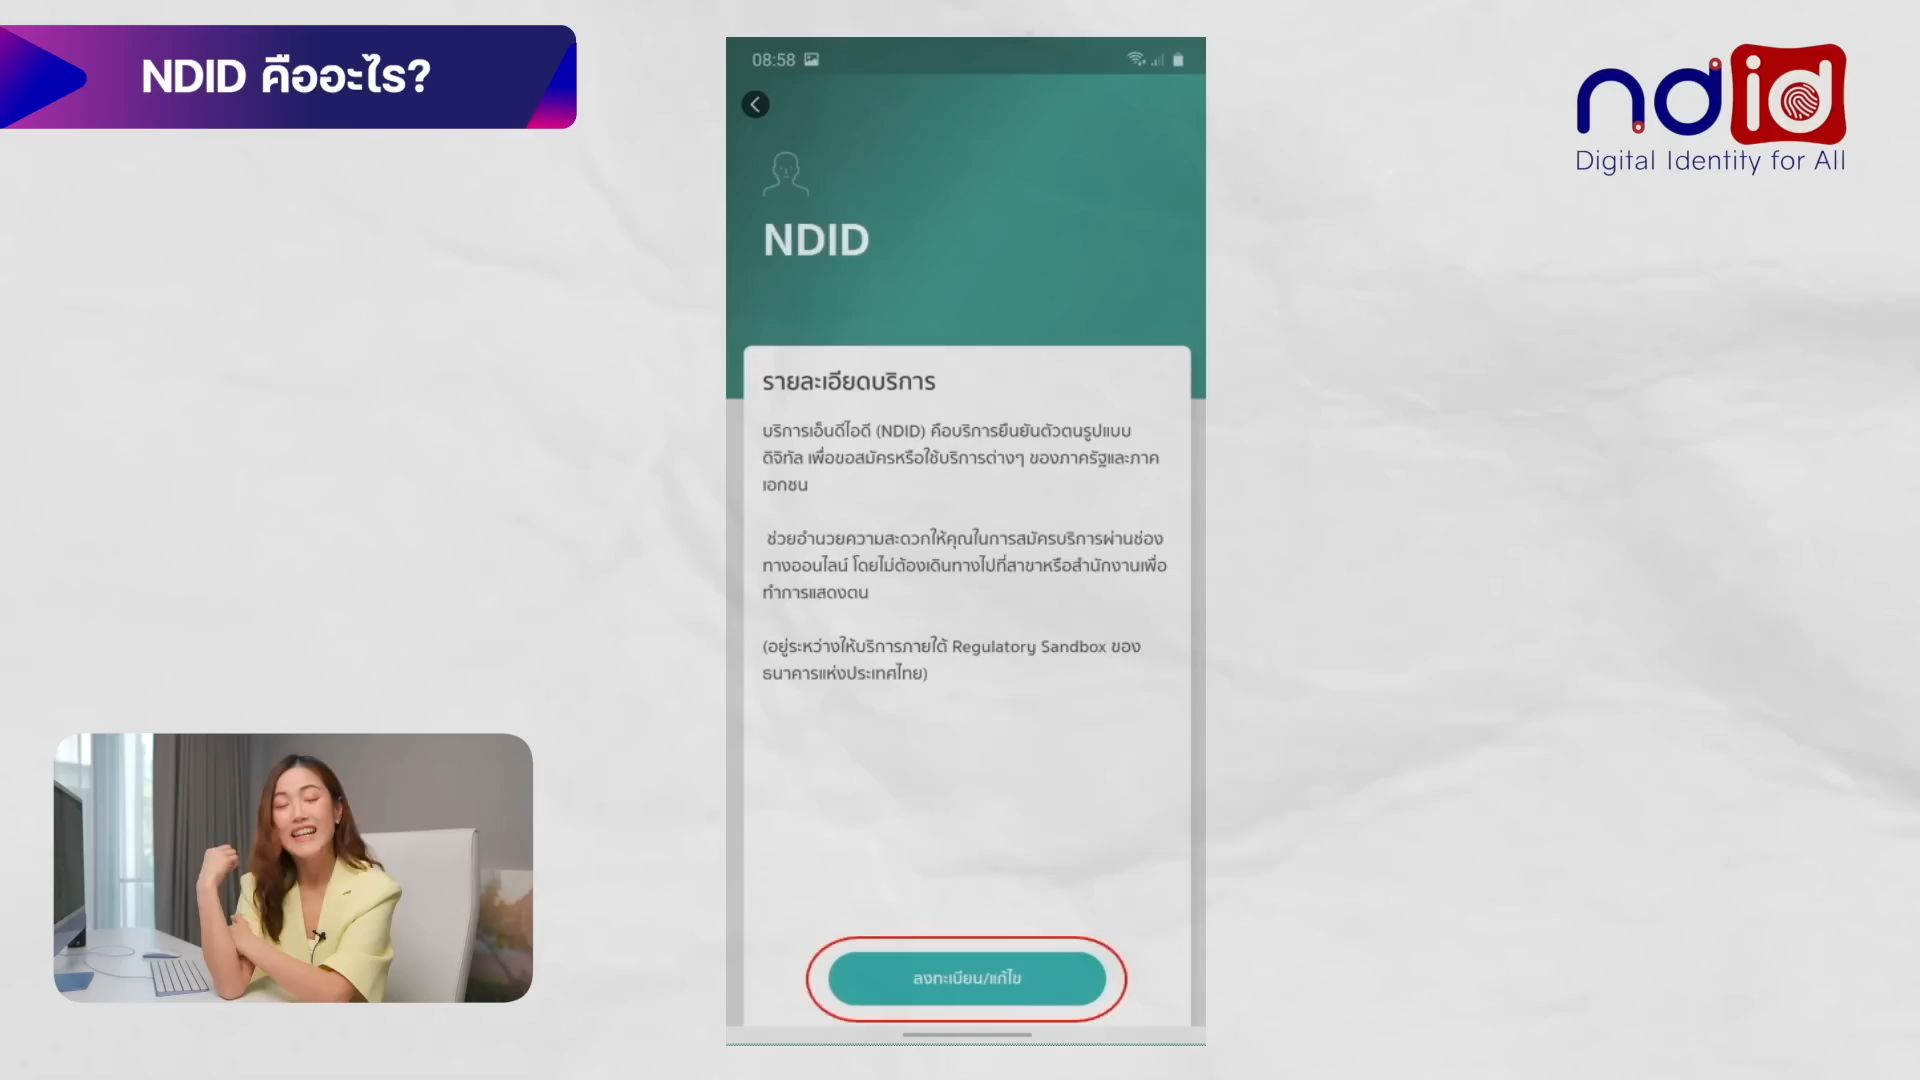 NDID คืออะไร?
ndid
Digital Identity for All
08:58
NDID
รายละเอียดบริการ
บริการเอ็นดีไอดี (NDID) คือบริการยืนยันตัวตนรูปแบบ
ดิจิทัล เพื่อขอสมัครหรือใช้บริการต่างๆ ของภาครัฐและภาค
เอกชน
ช่วยอำนวยความสะดวกให้คุณในการสมัครบริการผ่านช่อง
ทางออนไลน์ โดยไม่ต้องเดินทางไปที่สาขาหรือสำนักงานเพื่อ
ทำการแสดงตน
(อยู่ระหว่างให้บริการภายใต้ Regulatory Sandbox ของ
ธนาคารแห่งประเทศไทย)
ลงทะเบียน/แก้ไข